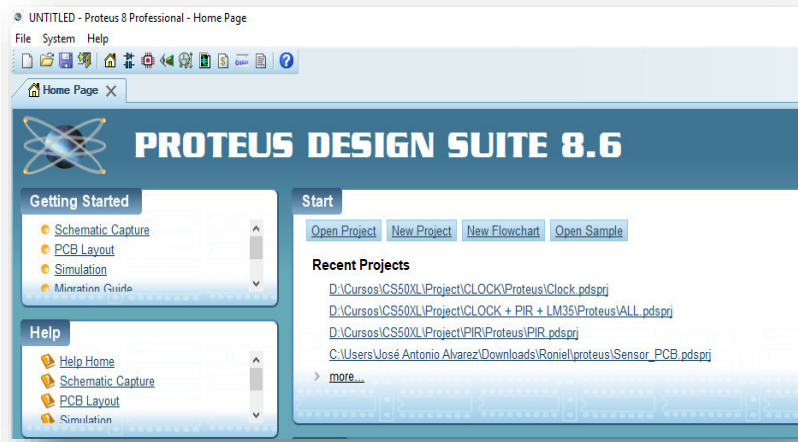 UNTITLED - Proteus 8 Professional - Home Page
File System Help
Home Page
PROTEUS DESIGN SUITE 8.6
Getting Started
Schematic Capture
PCB Layout
Simulation
Migration Guide
Help
Help Home
Schematic Capture
PCB Layout
Simulation
Start
Open Project New Project New Flowchart Open Sample
Recent Projects
D:\Cursos\CS50XL\Project\CLOCK\Proteus\Clock.pdsprj
D:\Cursos\CS50XL\Project\CLOCK + PIR + LM35\Proteus\ALL.pdsprj
D:\Cursos\CS50XL\Project\PIR\Proteus\PIR.pdsprj
C:\Users\José Antonio Alvarez\Downloads\Roniel\proteus\Sensor_PCB.pdsprj
more...